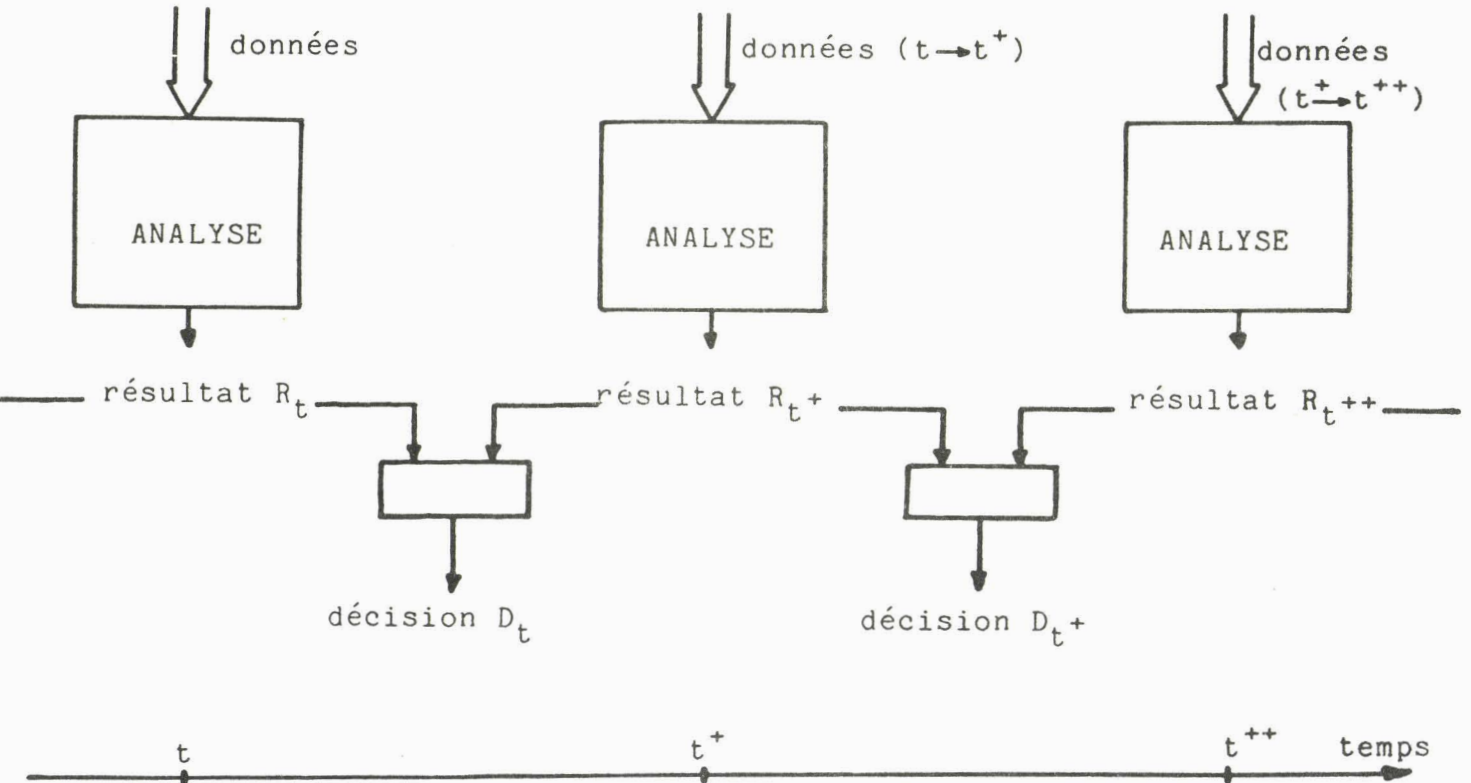 données
données (t→t⁺)
données
(t⁺→t⁺⁺)
ANALYSE
ANALYSE
ANALYSE
résultat Rₜ
résultat Rₜ+
résultat Rₜ++
décision Dₜ
décision Dₜ+
t
t⁺
t⁺⁺
temps